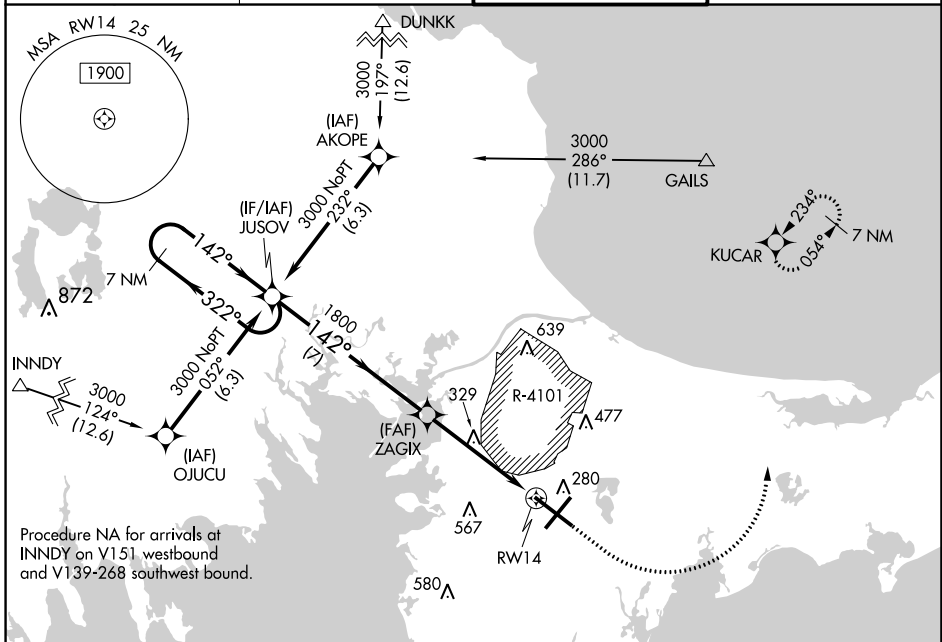 MSA RW14 25 NM
1900
DUNKK
3000
197°
(12.6)
(IAF)
AKOPE
3000
286°
(11.7)
GAILS
3000 NoPT
232°
(6.3)
(IF/IAF)
JUSOV
234°
054°
7 NM
KUCAR
142°
7 NM
322°
872
1800
142°
(7)
639
R-4101
INNDY
3000
124°
(12.6)
3000 NoPT
052°
(6.3)
329
477
(FAF)
ZAGIX
(IAF)
OJUCU
280
567
RW14
Procedure NA for arrivals at
INNDY on V151 westbound
and V139-268 southwest bound.
580